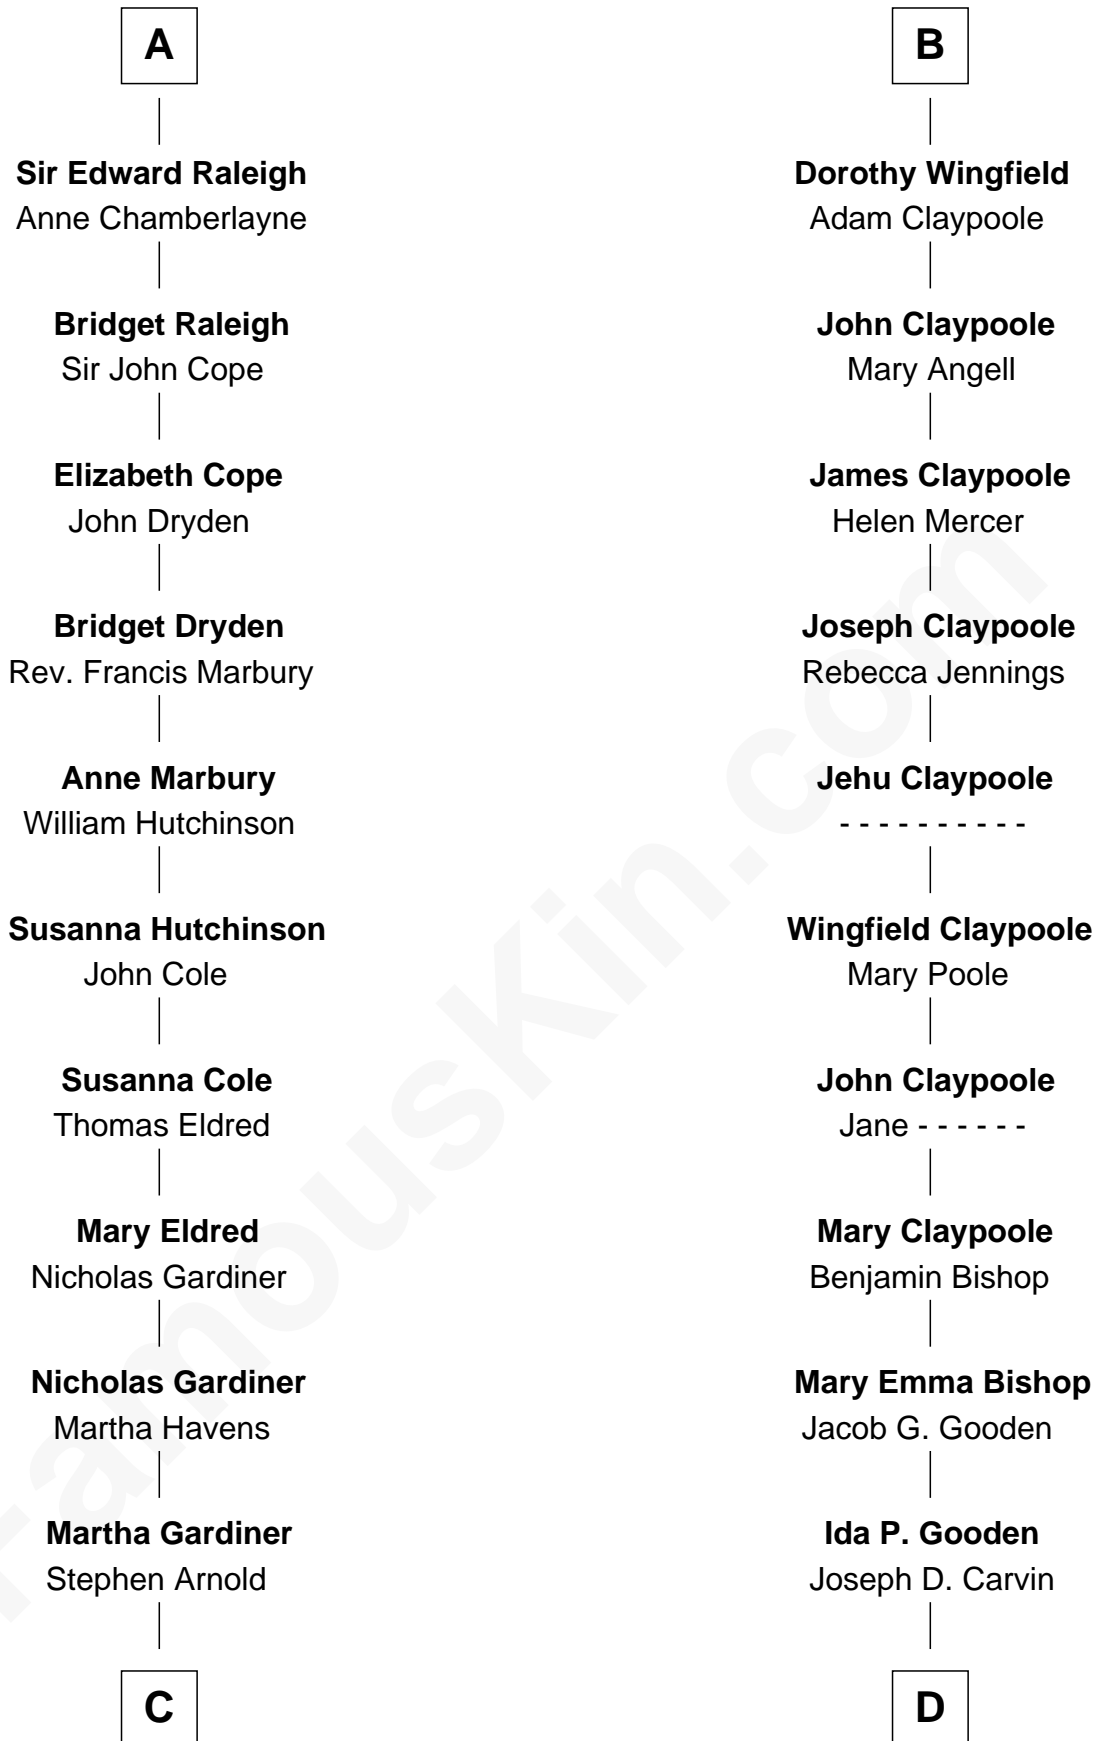 A
Sir Edward Raleigh
Anne Chamberlayne
Bridget Raleigh
Sir John Cope
Elizabeth Cope
John Dryden
Bridget Dryden
Rev. Francis Marbury
Anne Marbury
William Hutchinson
Susanna Hutchinson
John Cole
Susanna Cole
Thomas Eldred
Mary Eldred
Nicholas Gardiner
Nicholas Gardiner
Martha Havens
Martha Gardiner
Stephen Arnold
C
B
Dorothy Wingfield
Adam Claypoole
John Claypoole
Mary Angell
James Claypoole
Helen Mercer
Joseph Claypoole
Rebecca Jennings
Jehu Claypoole
- - - - - - - - - -
Wingfield Claypoole
Mary Poole
John Claypoole
Jane - - - - - -
Mary Claypoole
Benjamin Bishop
Mary Emma Bishop
Jacob G. Gooden
Ida P. Gooden
Joseph D. Carvin
D
FamousKin.com